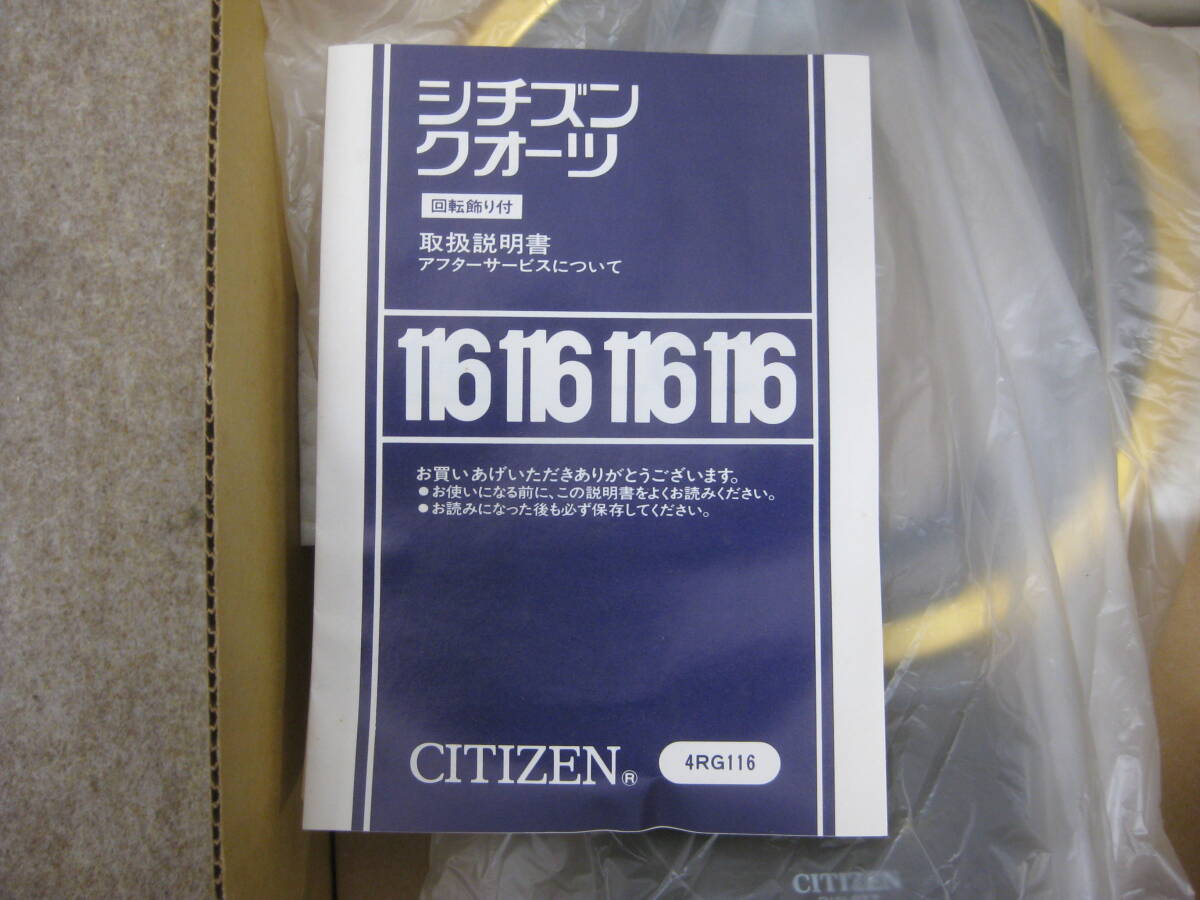 シチズン
クオーツ
回転飾り付
取扱説明書
アフターサービスについて
116 116 116 116
お買いあげいただきありがとうございます。
●お使いになる前に、この説明書をよくお読みください。
●お読みになった後も必ず保存してください。
CITIZEN® 4RG116
CITIZEN